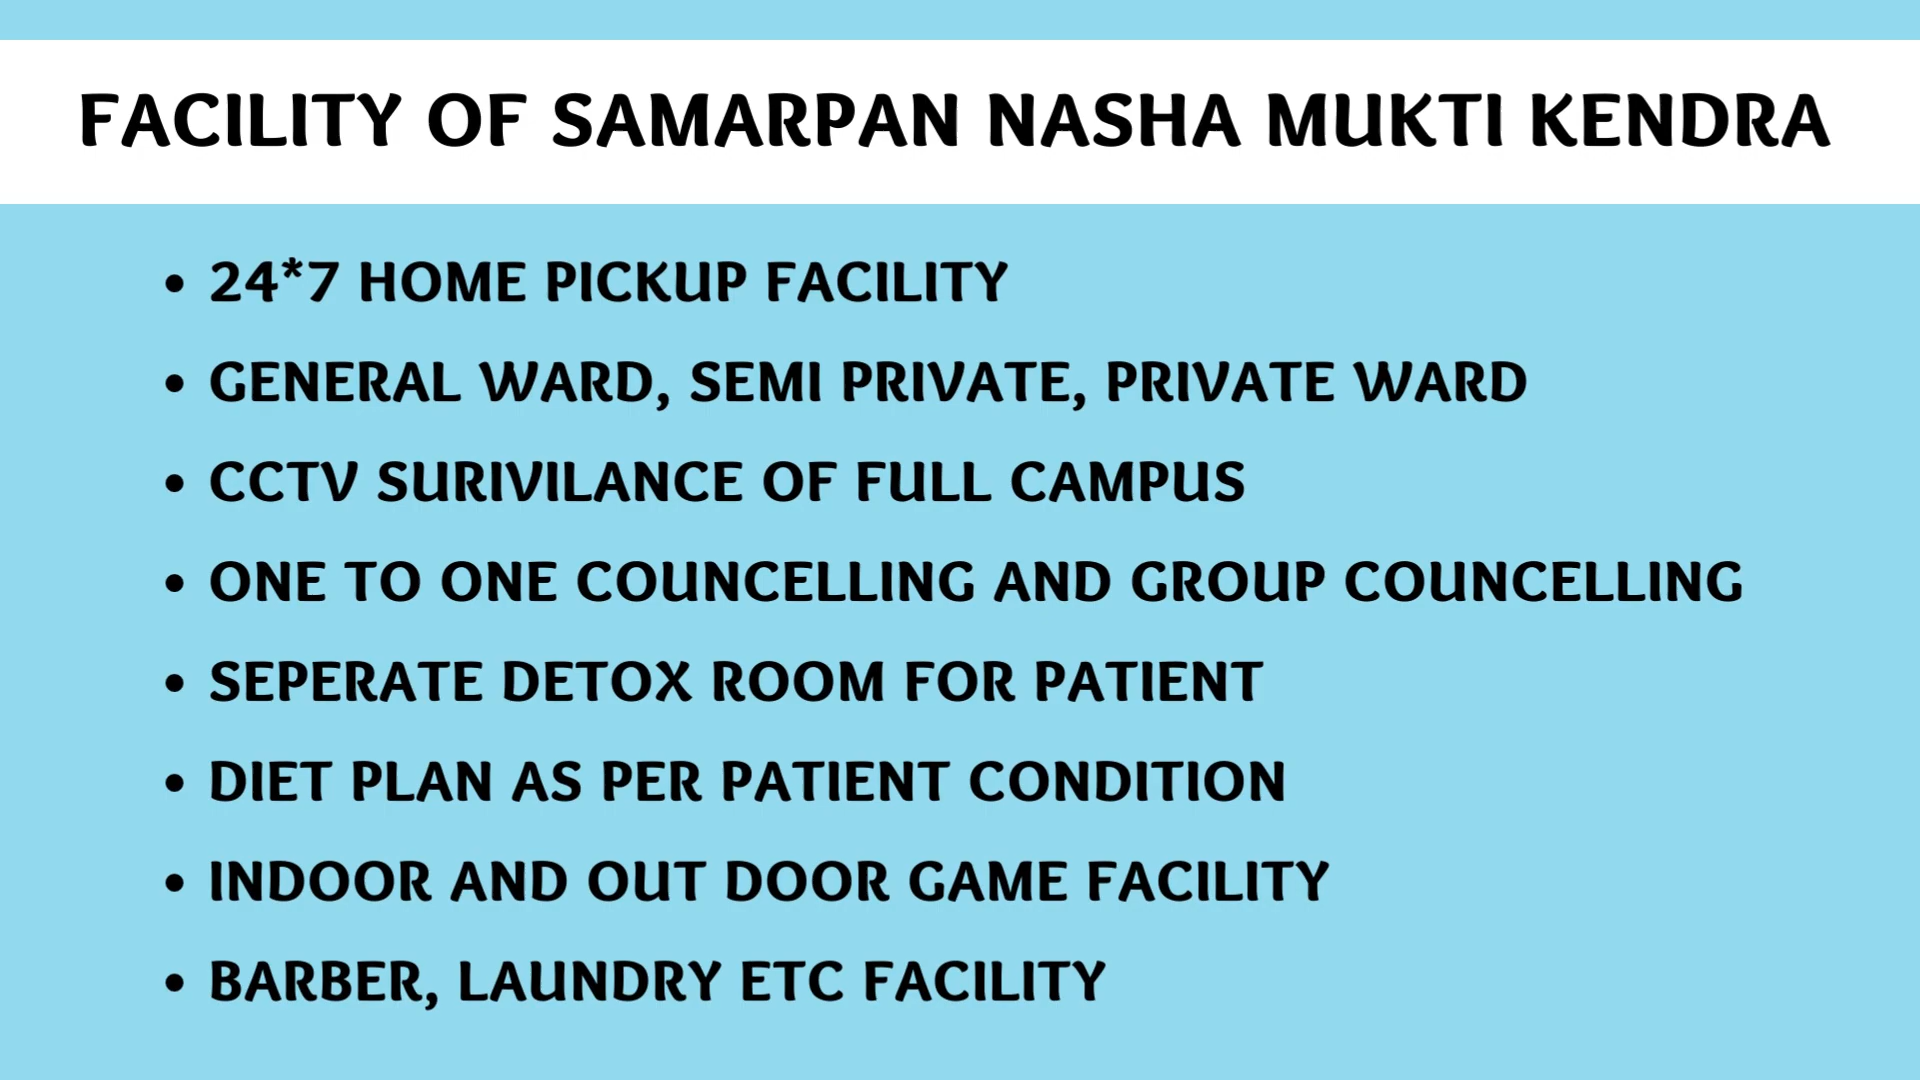 FACILITY OF SAMARPAN NASHA MUKTI KENDRA
• 24*7 HOME PICKUP FACILITY
• GENERAL WARD, SEMI PRIVATE, PRIVATE WARD
• CCTV SURIVILANCE OF FULL CAMPUS
• ONE TO ONE COUNCELLING AND GROUP COUNCELLING
• SEPERATE DETOX ROOM FOR PATIENT
• DIET PLAN AS PER PATIENT CONDITION
• INDOOR AND OUT DOOR GAME FACILITY
• BARBER, LAUNDRY ETC FACILITY